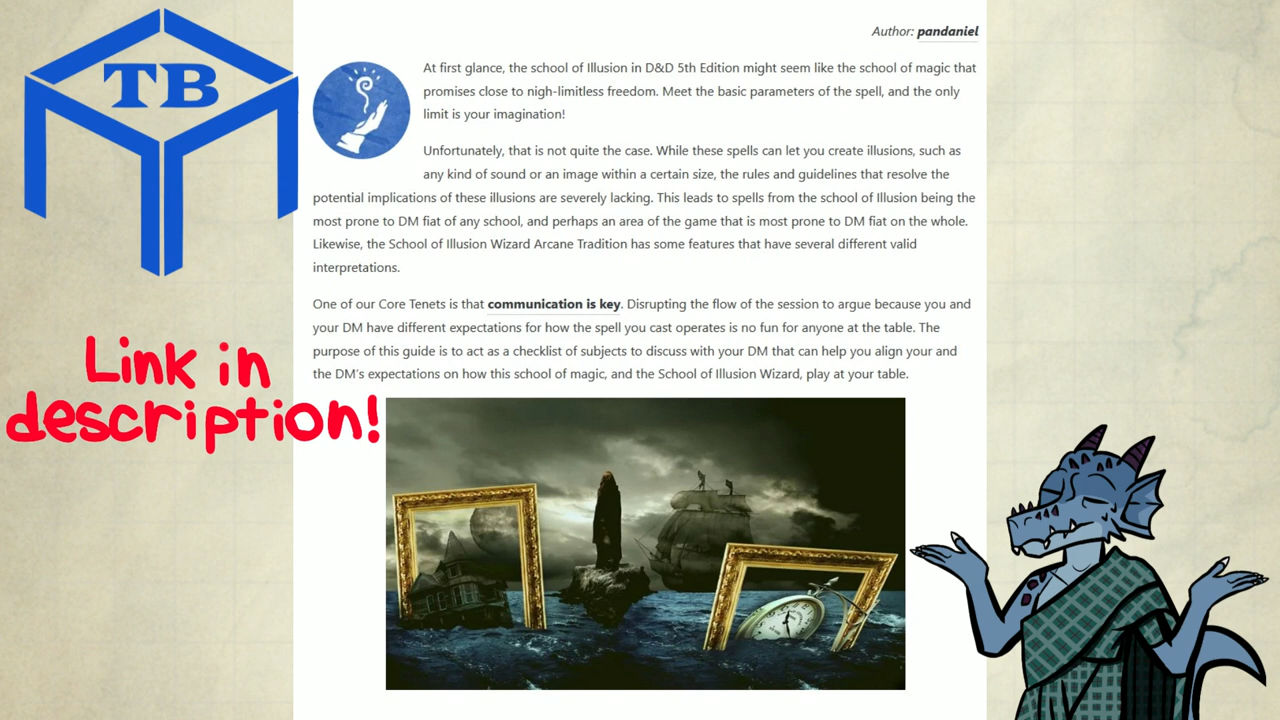 TB
Link in
description!
Author: pandaniel
At first glance, the school of Illusion in D&D 5th Edition might seem like the school of magic that
promises close to nigh-limitless freedom. Meet the basic parameters of the spell, and the only
limit is your imagination!
Unfortunately, that is not quite the case. While these spells can let you create illusions, such as
any kind of sound or an image within a certain size, the rules and guidelines that resolve the
potential implications of these illusions are severely lacking. This leads to spells from the school of Illusion being the
most prone to DM fiat of any school, and perhaps an area of the game that is most prone to DM fiat on the whole.
Likewise, the School of Illusion Wizard Arcane Tradition has some features that have several different valid
interpretations.
One of our Core Tenets is that communication is key. Disrupting the flow of the session to argue because you and
your DM have different expectations for how the spell you cast operates is no fun for anyone at the table. The
purpose of this guide is to act as a checklist of subjects to discuss with your DM that can help you align your and
the DM's expectations on how this school of magic, and the School of Illusion Wizard, play at your table.